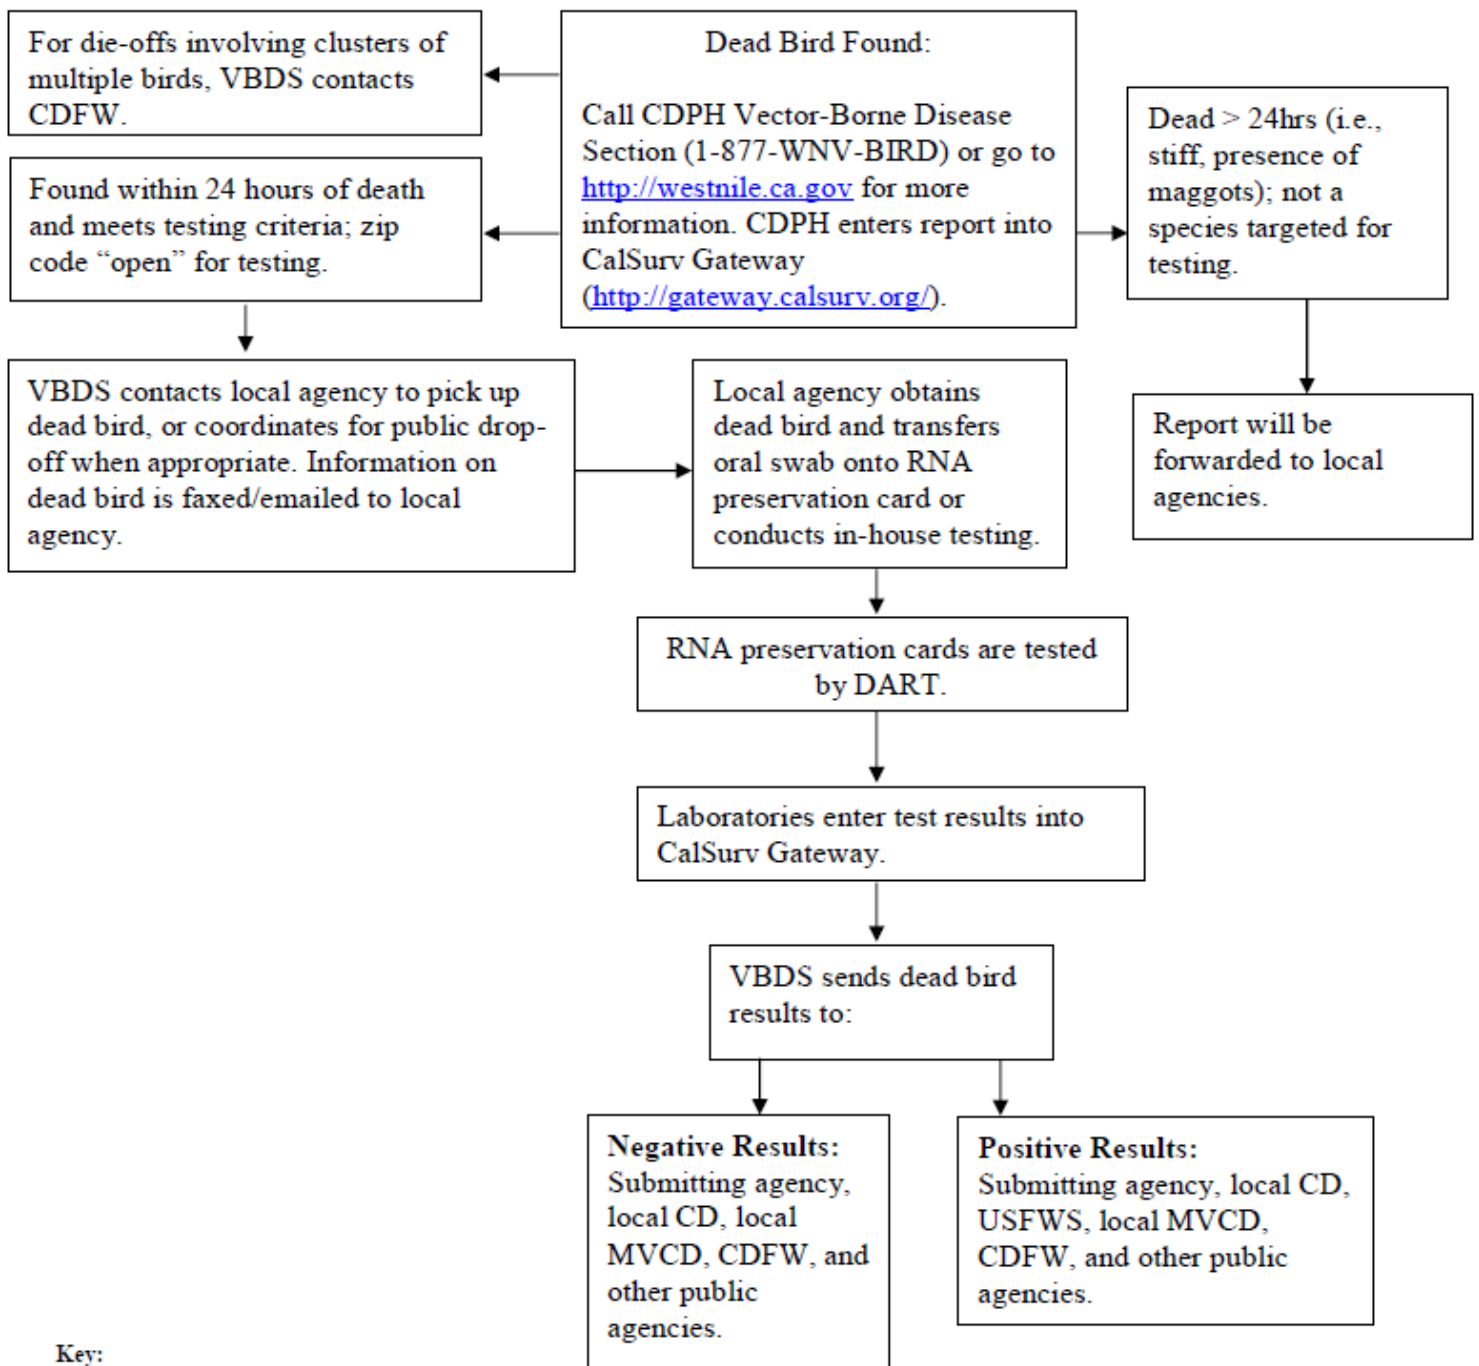 For die-offs involving clusters of
multiple birds, VBDS contacts
CDFW.
Dead Bird Found:
Call CDPH Vector-Borne Disease
Section (1-877-WNV-BIRD) or go to
http://westnile.ca.gov for more
information. CDPH enters report into
CalSurv Gateway
(http://gateway.calsurv.org/).
Dead > 24hrs (i.e.,
stiff, presence of
maggots); not a
species targeted for
testing.
Found within 24 hours of death
and meets testing criteria; zip
code “open” for testing.
VBDS contacts local agency to pick up
dead bird, or coordinates for public drop-
off when appropriate. Information on
dead bird is faxed/emailed to local
agency.
Local agency obtains
dead bird and transfers
oral swab onto RNA
preservation card or
conducts in-house testing.
Report will be
forwarded to local
agencies.
RNA preservation cards are tested
by DART.
Laboratories enter test results into
CalSurv Gateway.
VBDS sends dead bird
results to:
Negative Results:
Submitting agency,
local CD, local
MVCD, CDFW, and
other public
agencies.
Positive Results:
Submitting agency, local CD,
USFWS, local MVCD,
CDFW, and other public
agencies.
Key: